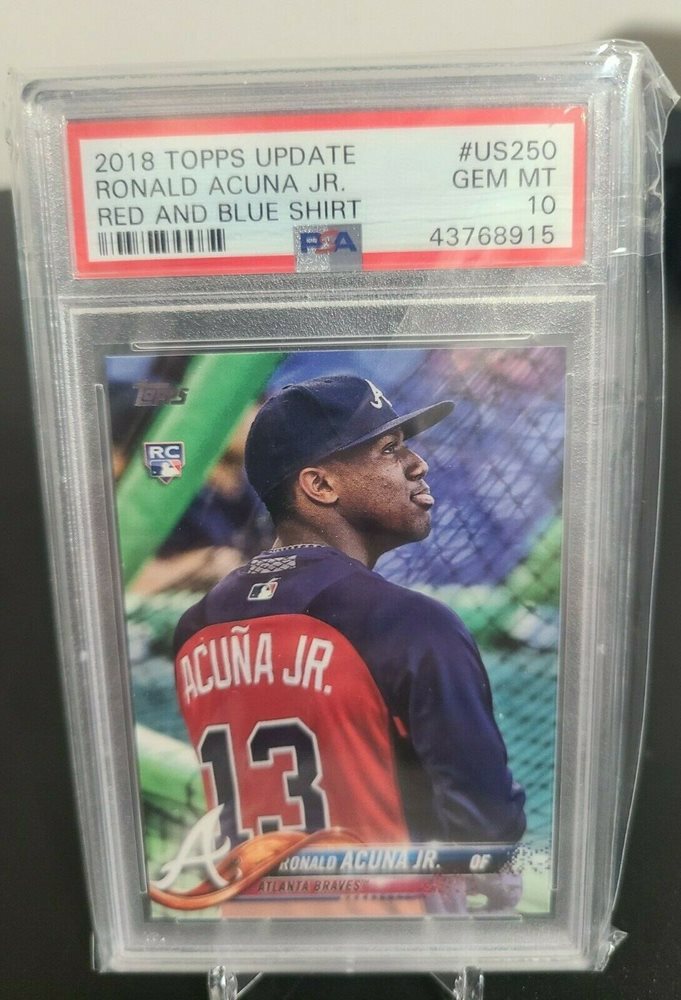 2018 TOPPS UPDATE #US250
RONALD ACUNA JR. GEM MT
RED AND BLUE SHIRT 10
PSA 43768915
Topps
RC
A
ACUÑA JR.
13
A
RONALD ACUNA JR. OF
ATLANTA BRAVES™